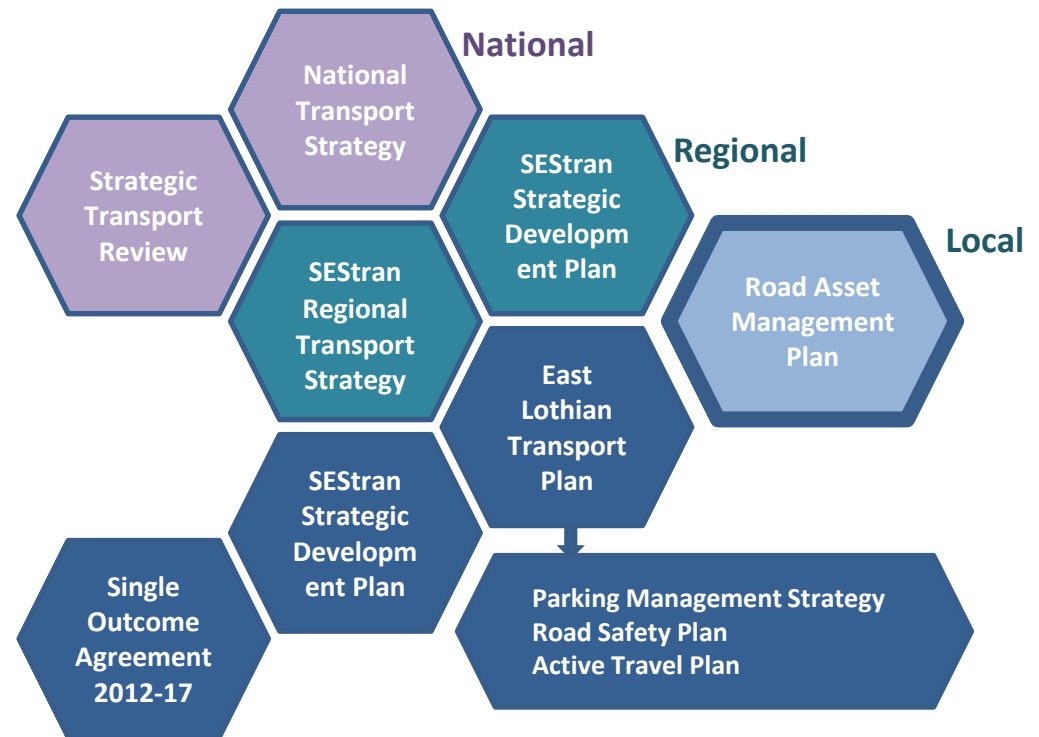 National
National
Transport
Strategy
Strategic
Transport
Review
Regional
SEStran
Strategic
Developm
ent Plan
SEStran
Regional
Transport
Strategy
Local
Road Asset
Management
Plan
East
Lothian
Transport
Plan
SEStran
Strategic
Developm
ent Plan
Single
Outcome
Agreement
2012-17
Parking Management Strategy
Road Safety Plan
Active Travel Plan